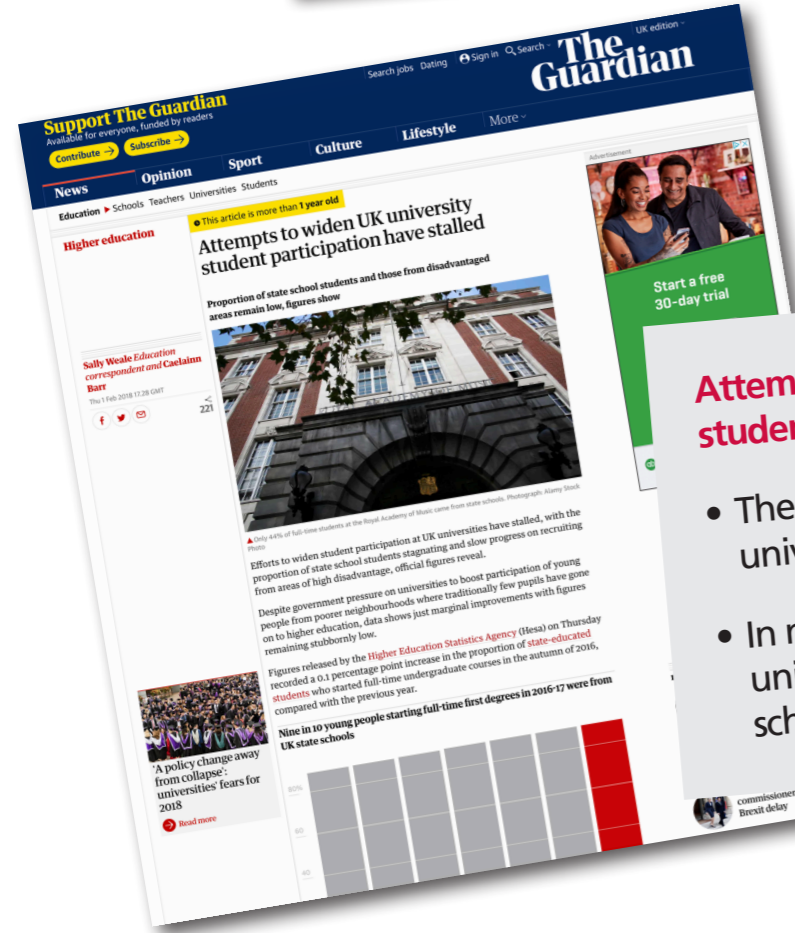 Support The Guardian
Available for everyone, funded by readers
Contribute →
Subscribe →
Search jobs
Dating
Sign in
Search
UK edition
The
Guardian
News
Opinion
Sport
Culture
Lifestyle
More
Education
Schools
Teachers
Universities
Students
Advertisement
Higher education
This article is more than 1 year old
Attempts to widen UK university
student participation have stalled
Proportion of state school students and those from disadvantaged
areas remain low, figures show
Sally Weale Education
correspondent and Caelainn
Barr
Thu 1 Feb 2018 17.28 GMT
221
Only 44% of full-time students at the Royal Academy of Music came from state schools. Photograph: Alamy Stock
Photo
Efforts to widen student participation at UK universities have stalled, with the
proportion of state school students stagnating and slow progress on recruiting
from areas of high disadvantage, official figures reveal.
Despite government pressure on universities to boost participation of young
people from poorer neighbourhoods where traditionally few pupils have gone
on to higher education, data shows just marginal improvements with figures
remaining stubbornly low.
Figures released by the Higher Education Statistics Agency (Hesa) on Thursday
recorded a 0.1 percentage point increase in the proportion of state-educated
students who started full-time undergraduate courses in the autumn of 2016,
compared with the previous year.
Nine in 10 young people starting full-time first degrees in 2016-17 were from
UK state schools
80%
60
40
'A policy change away
from collapse':
universities' fears for
2018
Read more
Start a free
30-day trial
Attem
studen
• The
univ
• In
uni
sch
commissioner
Brexit delay